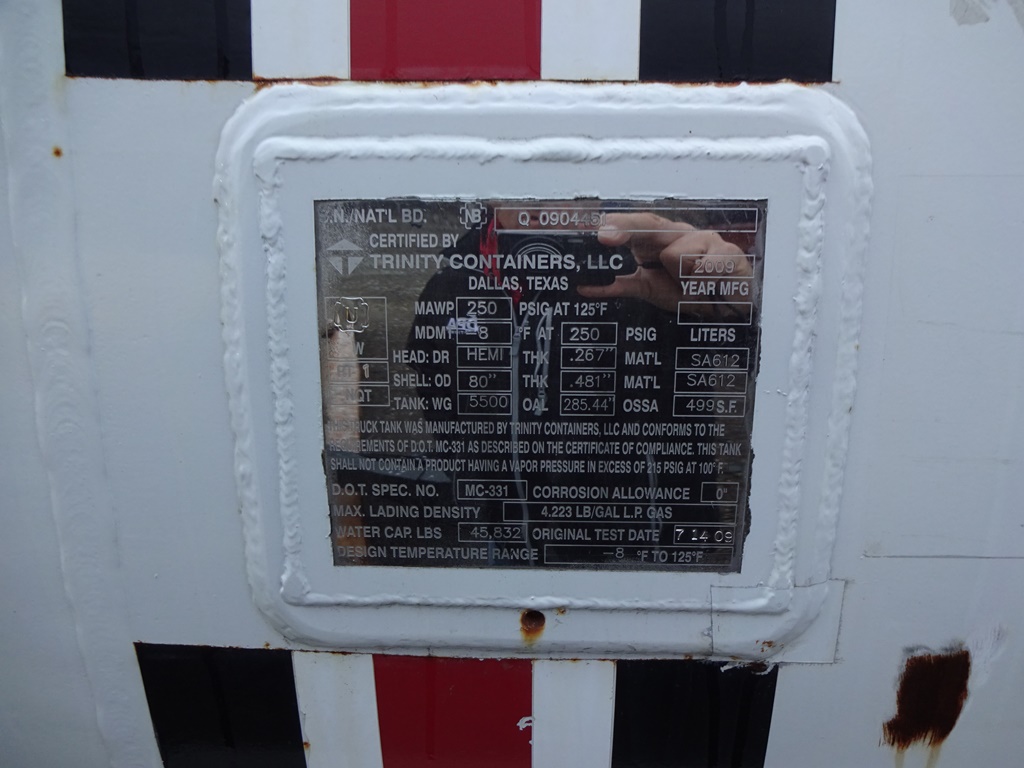 N./NAT'L BD. NB Q
CERTIFIED BY
TRINITY CONTAINERS, LLC 2009
DALLAS, TEXAS YEAR MFG
U MAWP 250 PSIG AT 125°F
MDMT -8 °F AT 250 PSIG LITERS
W HEAD: DR HEMI THK .267" MAT'L SA612
RT 1 SHELL: OD 80" THK .481" MAT'L SA612
NQT TANK: WG 5500 OAL 285.44" OSSA 499 S.F.
THIS TRUCK TANK WAS MANUFACTURED BY TRINITY CONTAINERS, LLC AND CONFORMS TO THE
REQUIREMENTS OF D.O.T. MC-331 AS DESCRIBED ON THE CERTIFICATE OF COMPLIANCE. THIS TANK
SHALL NOT CONTAIN A PRODUCT HAVING A VAPOR PRESSURE IN EXCESS OF 215 PSIG AT 100° F.
D.O.T. SPEC. NO. MC-331 CORROSION ALLOWANCE 0"
MAX. LADING DENSITY 4.223 LB/GAL L.P. GAS
WATER CAP. LBS 45,832 ORIGINAL TEST DATE 7 14 09
DESIGN TEMPERATURE RANGE -8 °F TO 125°F